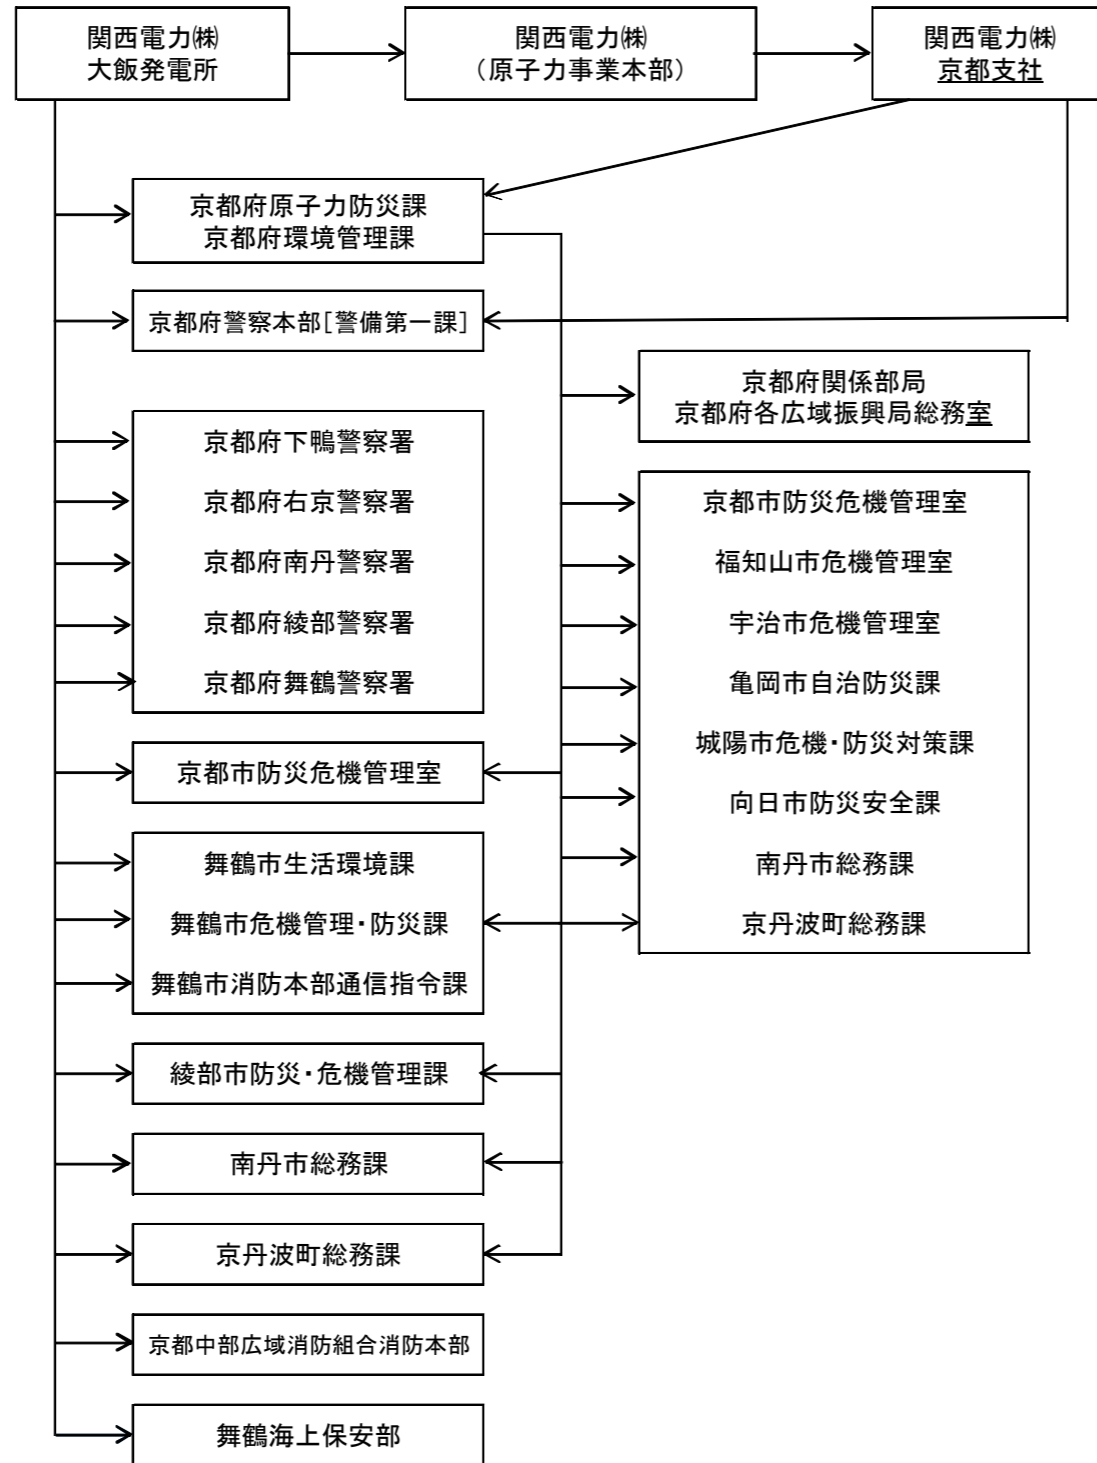 関西電力㈱
大飯発電所
関西電力㈱
(原子力事業本部)
関西電力㈱
京都支社
京都府原子力防災課
京都府環境管理課
京都府警察本部[警備第一課]
京都府関係部局
京都府各広域振興局総務室
京都府下鴨警察署
京都府右京警察署
京都府南丹警察署
京都府綾部警察署
京都府舞鶴警察署
京都市防災危機管理室
福知山市危機管理室
宇治市危機管理室
亀岡市自治防災課
城陽市危機・防災対策課
向日市防災安全課
南丹市総務課
京丹波町総務課
京都市防災危機管理室
舞鶴市生活環境課
舞鶴市危機管理・防災課
舞鶴市消防本部通信指令課
綾部市防災・危機管理課
南丹市総務課
京丹波町総務課
京都中部広域消防組合消防本部
舞鶴海上保安部